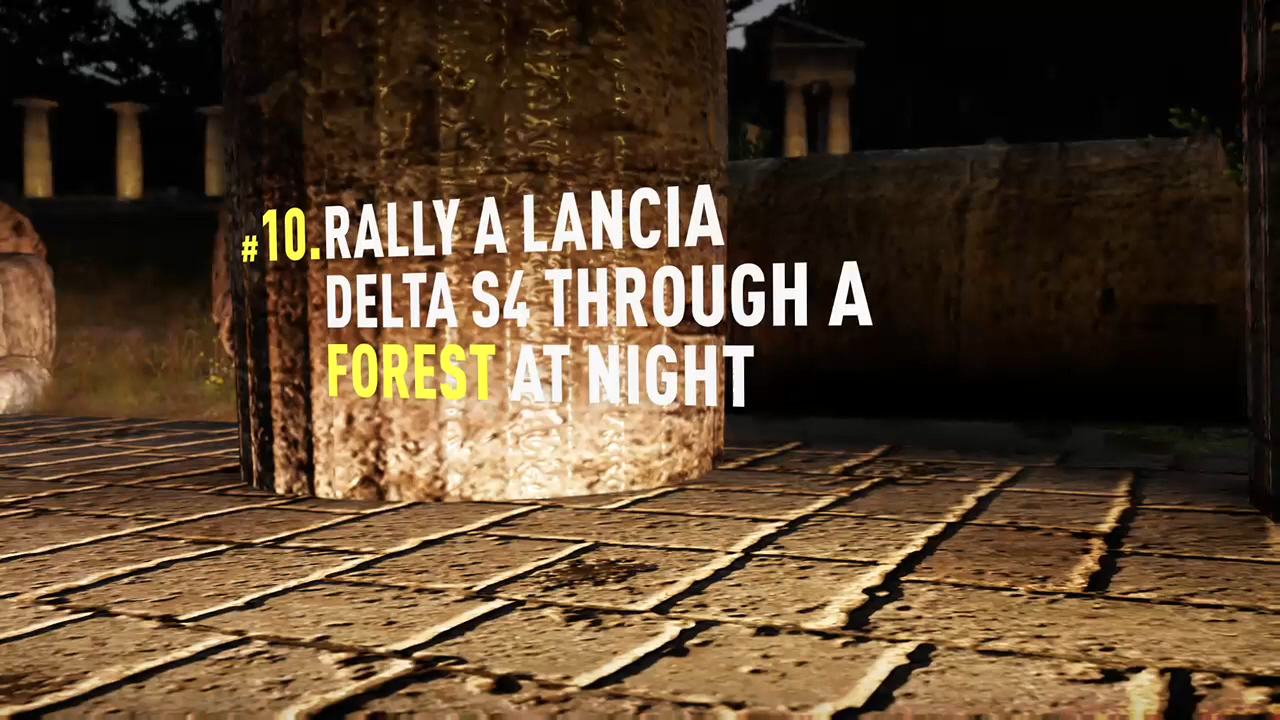 #10. RALLY A LANCIA
DELTA S4 THROUGH A
FOREST AT NIGHT